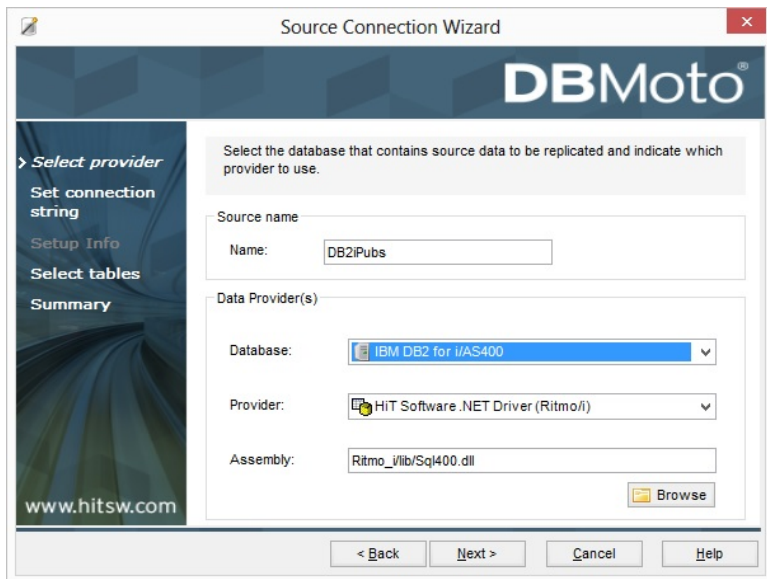 Source Connection Wizard
DBMoto®
> Select provider
Set connection
string
Setup Info
Select tables
Summary
www.hitsw.com
Select the database that contains source data to be replicated and indicate which
provider to use.
Source name
Name:
DB2iPubs
Data Provider(s)
Database:
IBM DB2 for i/AS400
Provider:
HiT Software .NET Driver (Ritmo/i)
Assembly:
Ritmo_i/lib/Sql400.dll
Browse
< Back
Next >
Cancel
Help